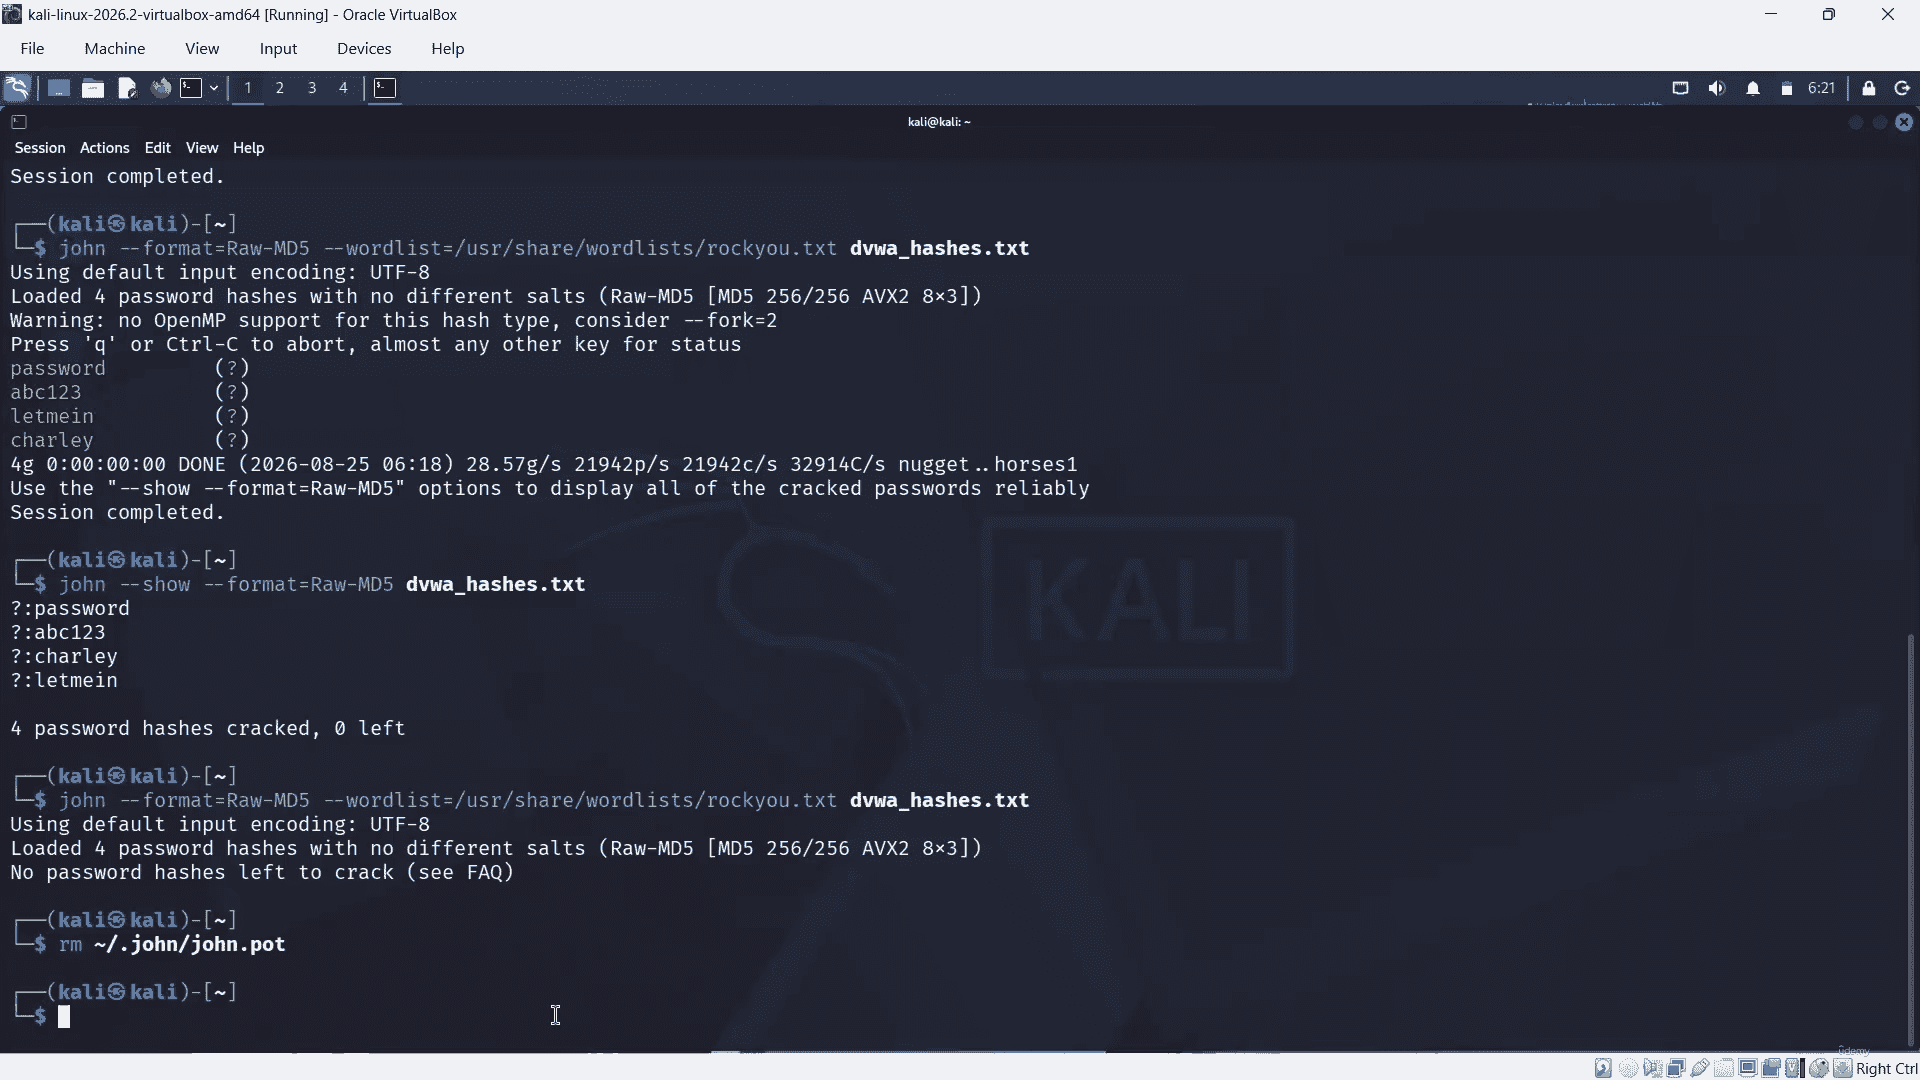 kali-linux-2026.2-virtualbox-amd64 [Running] - Oracle VirtualBox
File Machine View Input Devices Help
1 2 3 4 6:21
kali@kali: ~
Session Actions Edit View Help
Session completed.
┌──(kali㉿kali)-[~]
└─$ john --format=Raw-MD5 --wordlist=/usr/share/wordlists/rockyou.txt dvwa_hashes.txt
Using default input encoding: UTF-8
Loaded 4 password hashes with no different salts (Raw-MD5 [MD5 256/256 AVX2 8×3])
Warning: no OpenMP support for this hash type, consider --fork=2
Press 'q' or Ctrl-C to abort, almost any other key for status
password (?)
abc123 (?)
letmein (?)
charley (?)
4g 0:00:00:00 DONE (2026-08-25 06:18) 28.57g/s 21942p/s 21942c/s 32914C/s nugget..horses1
Use the "--show --format=Raw-MD5" options to display all of the cracked passwords reliably
Session completed.
┌──(kali㉿kali)-[~]
└─$ john --show --format=Raw-MD5 dvwa_hashes.txt
?:password
?:abc123
?:charley
?:letmein
4 password hashes cracked, 0 left
┌──(kali㉿kali)-[~]
└─$ john --format=Raw-MD5 --wordlist=/usr/share/wordlists/rockyou.txt dvwa_hashes.txt
Using default input encoding: UTF-8
Loaded 4 password hashes with no different salts (Raw-MD5 [MD5 256/256 AVX2 8×3])
No password hashes left to crack (see FAQ)
┌──(kali㉿kali)-[~]
└─$ rm ~/.john/john.pot
┌──(kali㉿kali)-[~]
└─$
KALI
udemy
Right Ctrl